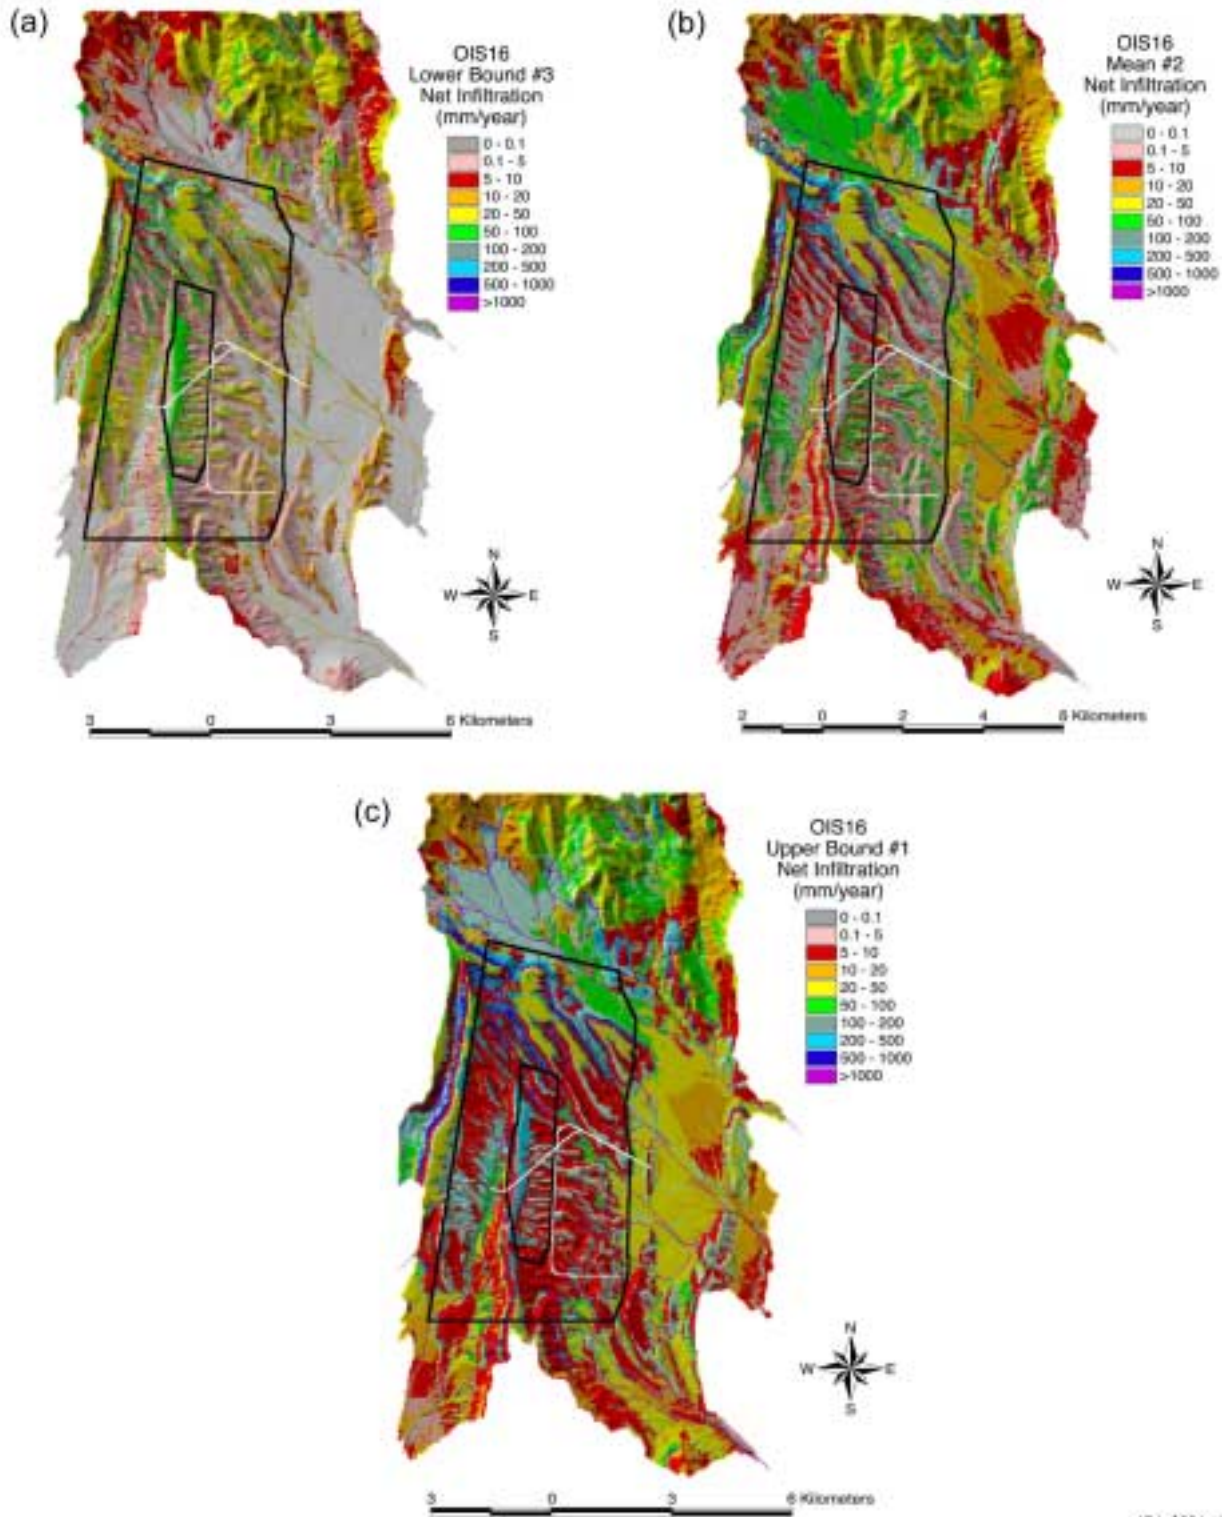 (a)
OIS16
Lower Bound #3
Net Infiltration
(mm/year)
0 - 0.1
0.1 - 5
5 - 10
10 - 20
20 - 50
50 - 100
100 - 200
200 - 500
500 - 1000
>1000
N
W E
S
3 0 3 6 Kilometers
(b)
OIS16
Mean #2
Net Infiltration
(mm/year)
0 - 0.1
0.1 - 5
5 - 10
10 - 20
20 - 50
50 - 100
100 - 200
200 - 500
500 - 1000
>1000
N
W E
S
2 0 2 4 6 Kilometers
(c)
OIS16
Upper Bound #1
Net Infiltration
(mm/year)
0 - 0.1
0.1 - 5
5 - 10
10 - 20
20 - 50
50 - 100
100 - 200
200 - 500
500 - 1000
>1000
N
W E
S
3 0 3 6 Kilometers